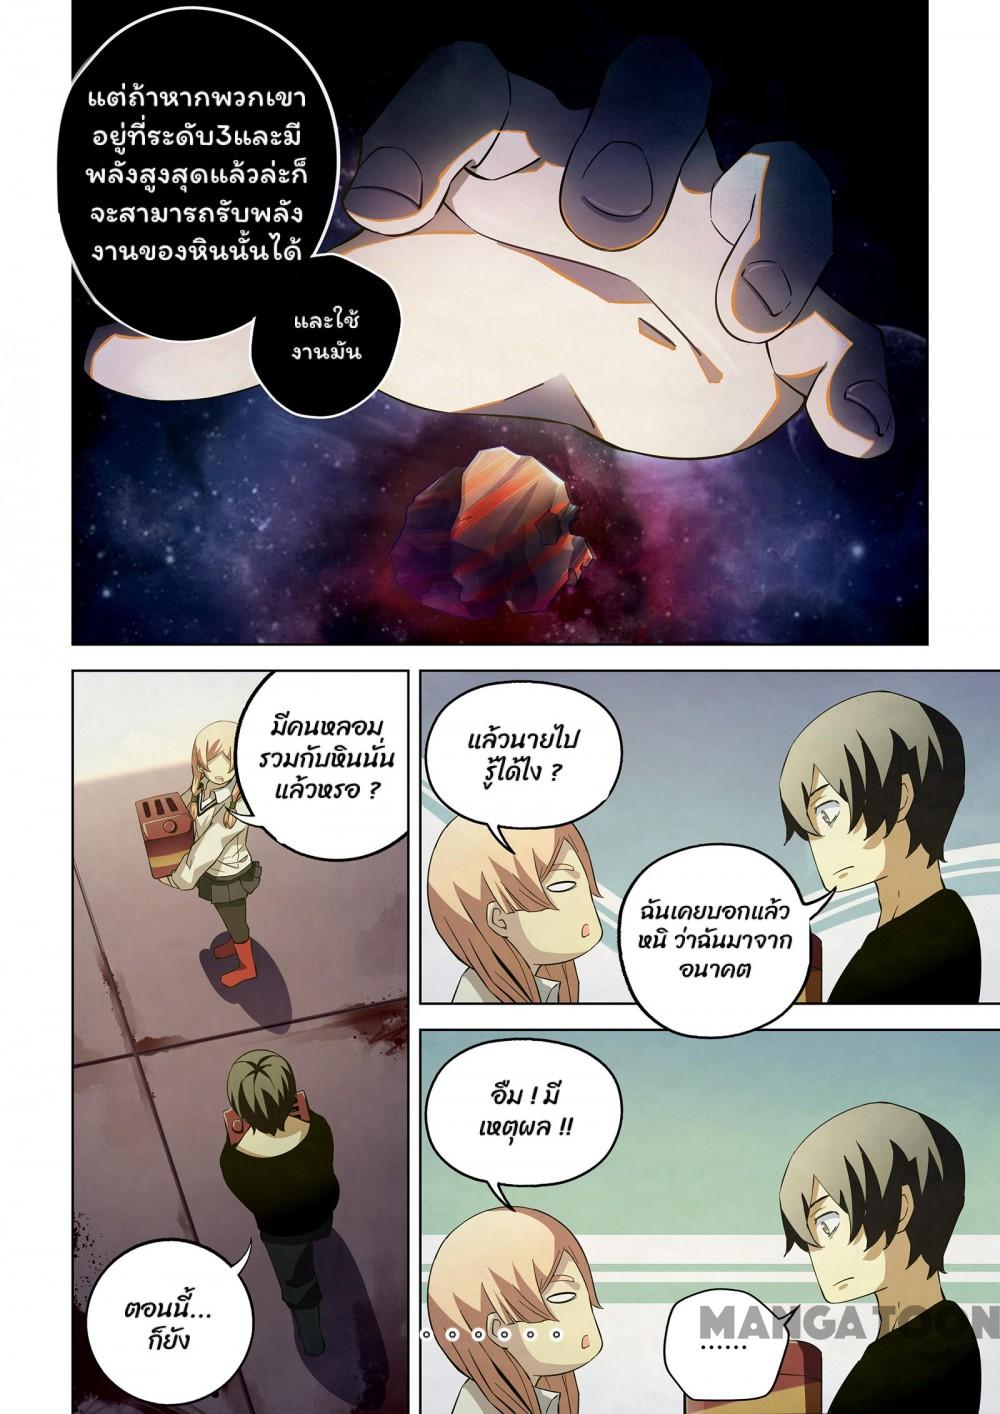 แต่ถ้าหากพวกเขา
อยู่ที่ระดับ3และมี
พลังสูงสุดแล้วล่ะก็
จะสามารถรับพลัง
งานของหินนั้นได้
และใช้
งานมัน
มีคนหลอม
รวมกับหินนั่น
แล้วหรอ ?
ตอนนี้...
ก็ยัง
แล้วนายไป
รู้ได้ไง ?
ฉันเคยบอกแล้ว
หนิ ว่าฉันมาจาก
อนาคต
อืม ! มี
เหตุผล !!
......
MANGATOON